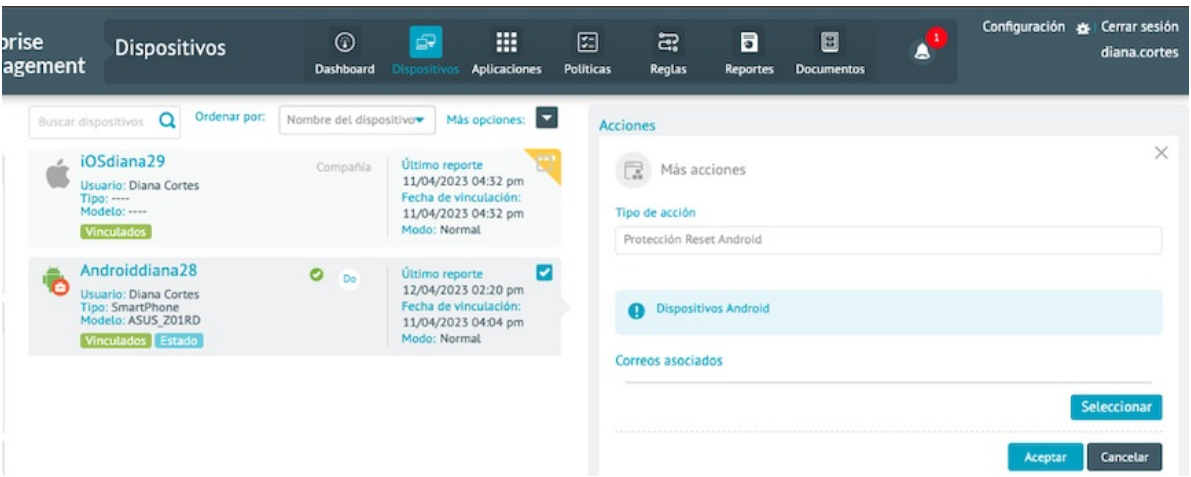 Configuración Cerrar sesión
diana.cortes
Dispositivos
Dashboard Dispositivos Aplicaciones Políticas Reglas Reportes Documentos
1
Buscar dispositivos Ordenar por: Nombre del dispositivo Más opciones:
iOSdiana29
Usuario: Diana Cortes
Tipo: ----
Modelo: ----
Vinculados
Compañia
Último reporte
11/04/2023 04:32 pm
Fecha de vinculación:
11/04/2023 04:32 pm
Modo: Normal
Androiddiana28
Usuario: Diana Cortes
Tipo: SmartPhone
Modelo: ASUS_Z01RD
Vinculados Estado
Do
Último reporte
12/04/2023 02:20 pm
Fecha de vinculación:
11/04/2023 04:04 pm
Modo: Normal
Acciones
Más acciones
Tipo de acción
Protección Reset Android
Dispositivos Android
Correos asociados
Seleccionar
Aceptar Cancelar